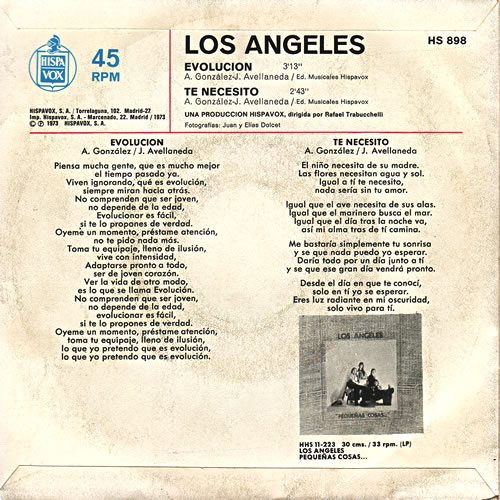 HISPA
VOX
45
RPM
LOS ANGELES
HS 898
EVOLUCION 3'13"
A. González-J. Avellaneda / Ed. Musicales Hispavox
TE NECESITO 2'43"
A. González-J. Avellaneda / Ed. Musicales Hispavox
UNA PRODUCCION HISPAVOX, dirigida por Rafael Trabucchelli
Fotografías: Juan y Elías Dolcet
HISPAVOX, S. A. / Torrelaguna, 102. Madrid-27
Imp. Hispavox, S. A. / Marcenado, 22. Madrid / 1973
© Ⓟ 1973 HISPAVOX, S. A.
EVOLUCION
A. González / J. Avellaneda
Piensa mucha gente, que es mucho mejor
el tiempo pasado ya.
Viven ignorando, qué es evolución,
siempre miran hacia atrás.
No comprenden que ser joven,
no depende de la edad,
Evolucionar es fácil,
si te lo propones de verdad.
Oyeme un momento, préstame atención,
no te pido nada más.
Toma tu equipaje, lleno de ilusión,
vive con intensidad,
Adaptarse pronto a todo,
ser de joven corazón.
Ver la vida de otro modo,
es lo que se llama Evolución.
No comprenden que ser joven,
no depende de la edad,
evolucionar es fácil,
si te lo propones de verdad.
Oyeme un momento, préstame atención,
toma tu equipaje, lleno de ilusión,
lo que yo pretendo que es evolución,
lo que yo pretendo que es evolución.
TE NECESITO
A. González / J. Avellaneda
El niño necesita de su madre.
Las flores necesitan agua y sol.
Igual a tí te necesito,
nada sería sin tu amor.
Igual que el ave necesita de sus alas.
Igual que el marinero busca el mar.
Igual que el día tras la noche va,
así mi alma tras de tí camina.
Me bastaría simplemente tu sonrisa
y se que nada puedo yo esperar.
Daría todo por un día junto a tí
y se que ese gran día vendrá pronto.
Desde el día en que te conocí,
solo en tí yo se esperar.
Eres luz radiante en mi oscuridad,
solo vivo para tí.
LOS ANGELES
"PEQUEÑAS COSAS...
HHS 11-223 30 cms. / 33 rpm. (LP)
LOS ANGELES
PEQUEÑAS COSAS...